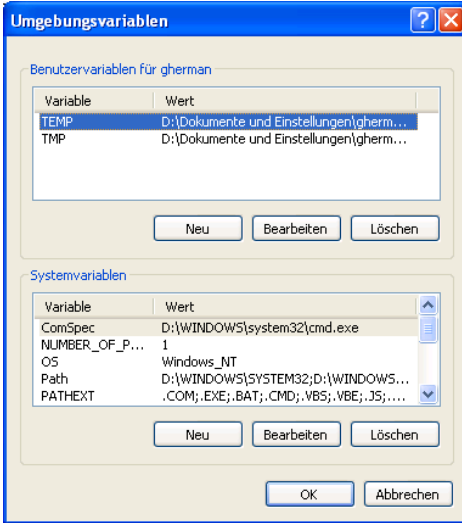 Umgebungsvariablen
Benutzervariablen für gherman
Variable Wert
TEMP D:\Dokumente und Einstellungen\gherm...
TMP D:\Dokumente und Einstellungen\gherm...
Neu Bearbeiten Löschen
Systemvariablen
Variable Wert
ComSpec D:\WINDOWS\system32\cmd.exe
NUMBER_OF_P... 1
OS Windows_NT
Path D:\WINDOWS\SYSTEM32;D:\WINDOWS...
PATHEXT .COM;.EXE;.BAT;.CMD;.VBS;.VBE;.JS;....
Neu Bearbeiten Löschen
OK Abbrechen